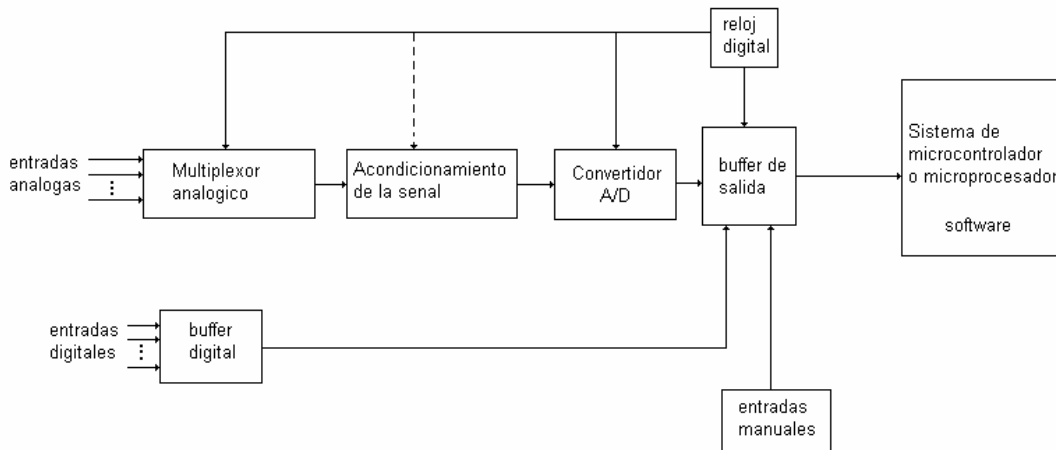 reloj
digital
entradas
analogas
Multiplexor
analogico
Acondicionamiento
de la senal
Convertidor
A/D
buffer de
salida
Sistema de
microcontrolador
o microprocesador
software
entradas
digitales
buffer
digital
entradas
manuales